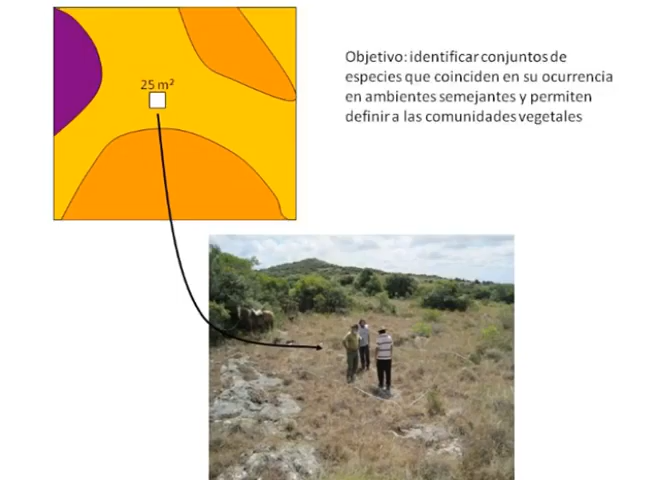 25 m²
Objetivo: identificar conjuntos de
especies que coinciden en su ocurrencia
en ambientes semejantes y permiten
definir a las comunidades vegetales